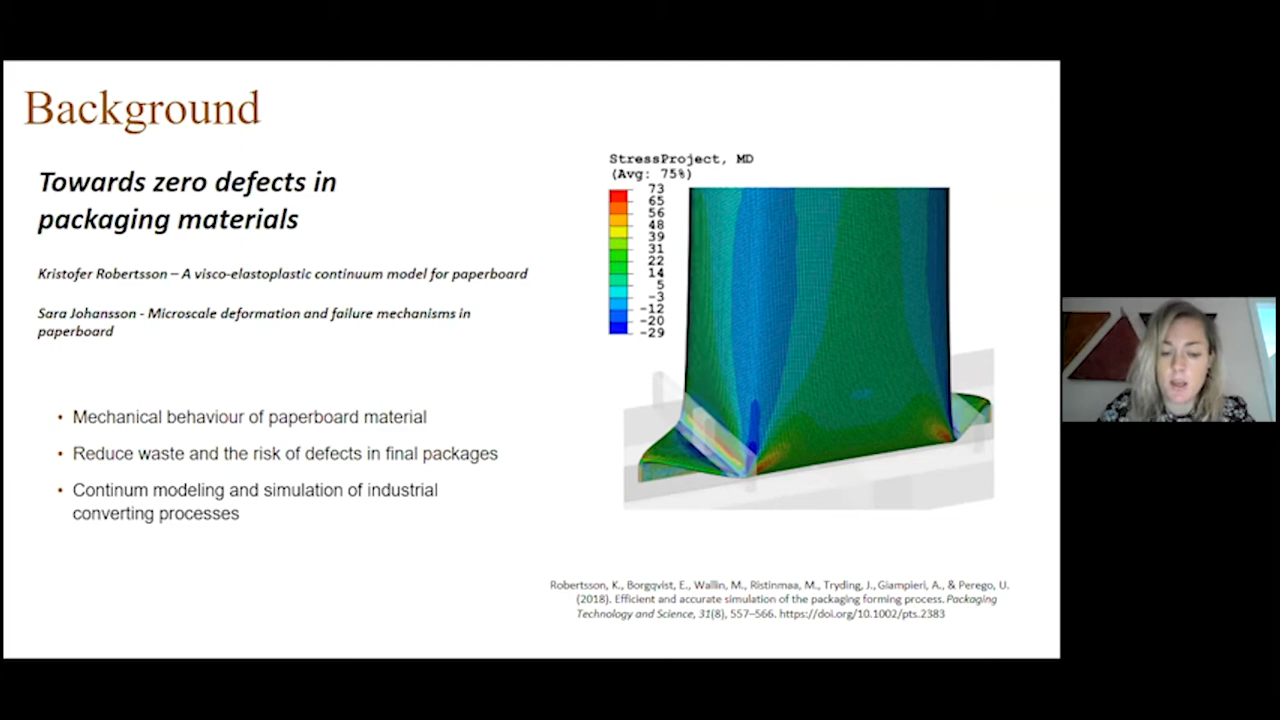 Background
Towards zero defects in
packaging materials
Kristofer Robertsson – A visco-elastoplastic continuum model for paperboard
Sara Johansson - Microscale deformation and failure mechanisms in
paperboard
• Mechanical behaviour of paperboard material
• Reduce waste and the risk of defects in final packages
• Continum modeling and simulation of industrial
converting processes
StressProject, MD
(Avg: 75%)
73
65
56
48
39
31
22
14
5
-3
-12
-20
-29
Robertsson, K., Borgqvist, E., Wallin, M., Ristinmaa, M., Tryding, J., Giampieri, A., & Perego, U.
(2018). Efficient and accurate simulation of the packaging forming process. Packaging
Technology and Science, 31(8), 557–566. https://doi.org/10.1002/pts.2383